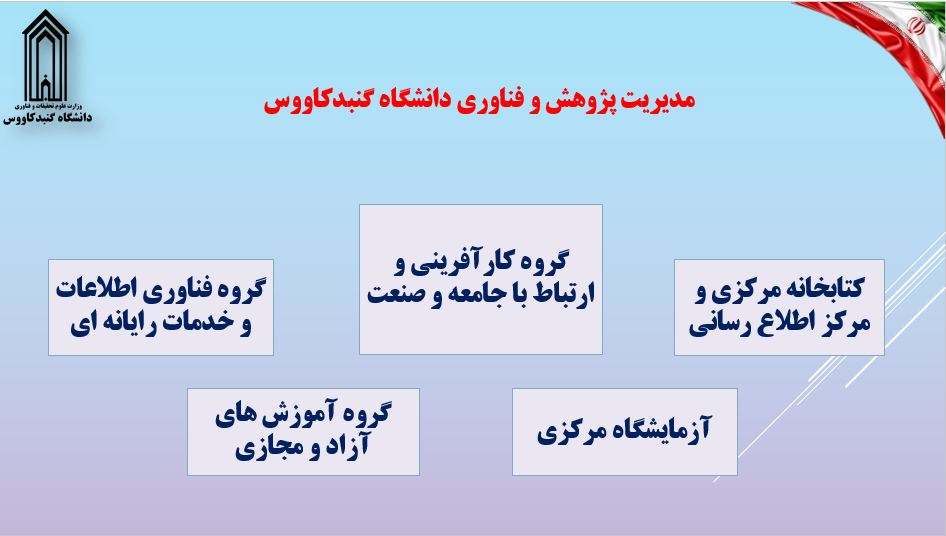 وزارت علوم تحقیقات و فناوری
دانشگاه گنبدکاووس
مدیریت پژوهش و فناوری دانشگاه گنبدکاووس
کتابخانه مرکزی و
مرکز اطلاع رسانی
گروه کارآفرینی و
ارتباط با جامعه و صنعت
گروه فناوری اطلاعات
و خدمات رایانه ای
آزمایشگاه مرکزی
گروه آموزش های
آزاد و مجازی